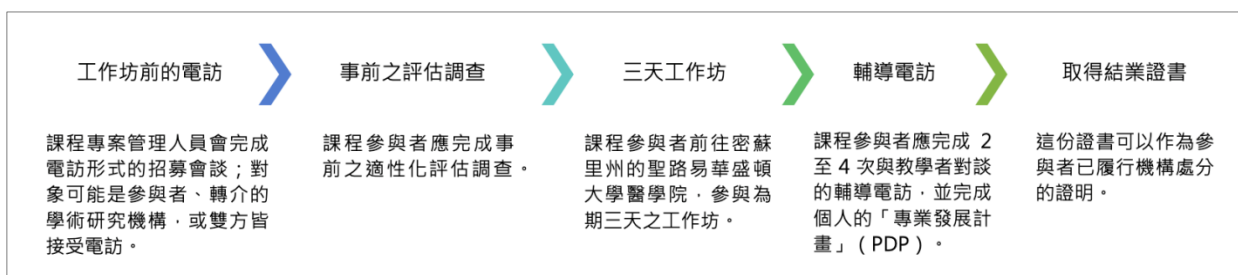 工作坊前的電訪
課程專案管理人員會完成
電訪形式的招募會談；對
象可能是參與者、轉介的
學術研究機構，或雙方皆
接受電訪。
事前之評估調查
課程參與者應完成事
前之適性化評估調查。
三天工作坊
課程參與者前往密蘇
里州的聖路易華盛頓
大學醫學院，參與為
期三天之工作坊。
輔導電訪
課程參與者應完成 2
至 4 次與教學者對談
的輔導電訪，並完成
個人的「專業發展計
畫」（PDP）。
取得結業證書
這份證書可以作為參
與者已履行機構處分
的證明。